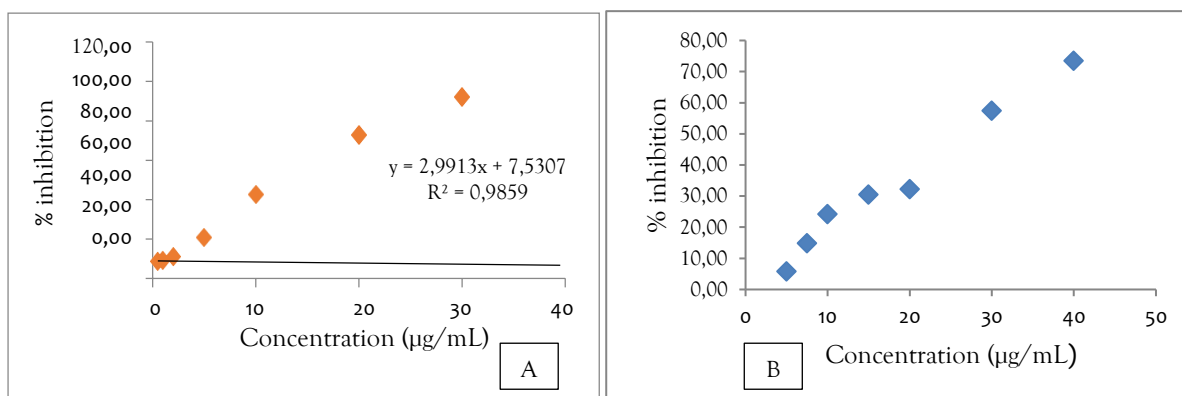 120,00
100,00
80,00
60,00
40,00
20,00
0,00
% inhibition
y = 2,9913x + 7,5307
R² = 0,9859
0 10 20 30 40
Concentration (µg/mL)
A
80,00
70,00
60,00
50,00
40,00
30,00
20,00
10,00
0,00
% inhibition
0 10 20 30 40 50
Concentration (µg/mL)
B